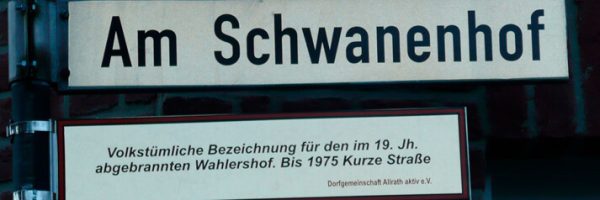 Am Schwanenhof
Volkstümliche Bezeichnung für den im 19. Jh.
abgebrannten Wahlershof. Bis 1975 Kurze Straße
Dorfgemeinschaft Allrath aktiv e.V.